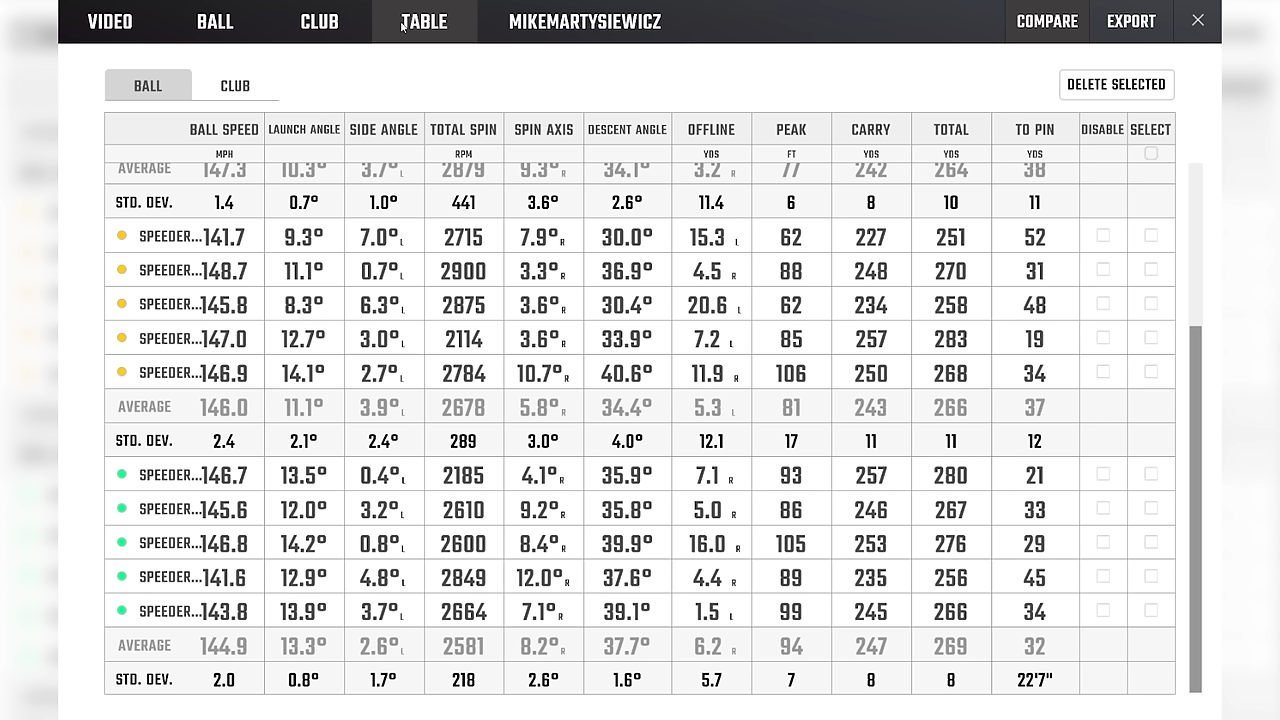 VIDEO BALL CLUB TABLE MIKEMARTYSIEWICZ COMPARE EXPORT ×
BALL CLUB DELETE SELECTED
BALL SPEED LAUNCH ANGLE SIDE ANGLE TOTAL SPIN SPIN AXIS DESCENT ANGLE OFFLINE PEAK CARRY TOTAL TO PIN DISABLE SELECT
MPH RPM YDS FT YDS YDS YDS
AVERAGE 147.3 10.3° 3.7° L 2879 9.3° R 34.1° 3.2 R 77 242 264 38
STD. DEV. 1.4 0.7° 1.0° 441 3.6° 2.6° 11.4 6 8 10 11
SPEEDER... 141.7 9.3° 7.0° L 2715 7.9° R 30.0° 15.3 L 62 227 251 52
SPEEDER... 148.7 11.1° 0.7° L 2900 3.3° R 36.9° 4.5 R 88 248 270 31
SPEEDER... 145.8 8.3° 6.3° L 2875 3.6° R 30.4° 20.6 L 62 234 258 48
SPEEDER... 147.0 12.7° 3.0° L 2114 3.6° R 33.9° 7.2 L 85 257 283 19
SPEEDER... 146.9 14.1° 2.7° L 2784 10.7° R 40.6° 11.9 R 106 250 268 34
AVERAGE 146.0 11.1° 3.9° L 2678 5.8° R 34.4° 5.3 L 81 243 266 37
STD. DEV. 2.4 2.1° 2.4° 289 3.0° 4.0° 12.1 17 11 11 12
SPEEDER... 146.7 13.5° 0.4° L 2185 4.1° R 35.9° 7.1 R 93 257 280 21
SPEEDER... 145.6 12.0° 3.2° L 2610 9.2° R 35.8° 5.0 R 86 246 267 33
SPEEDER... 146.8 14.2° 0.8° L 2600 8.4° R 39.9° 16.0 R 105 253 276 29
SPEEDER... 141.6 12.9° 4.8° L 2849 12.0° R 37.6° 4.4 R 89 235 256 45
SPEEDER... 143.8 13.9° 3.7° L 2664 7.1° R 39.1° 1.5 L 99 245 266 34
AVERAGE 144.9 13.3° 2.6° L 2581 8.2° R 37.7° 6.2 R 94 247 269 32
STD. DEV. 2.0 0.8° 1.7° 218 2.6° 1.6° 5.7 7 8 8 22'7"